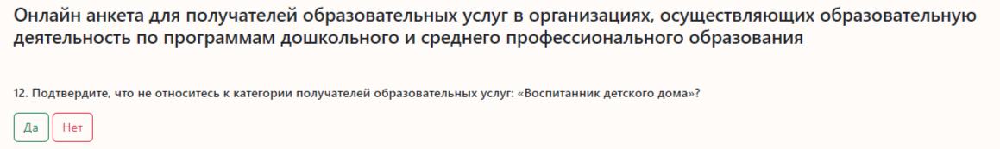 Онлайн анкета для получателей образовательных услуг в организациях, осуществляющих образовательную
деятельность по программам дошкольного и среднего профессионального образования
12. Подтвердите, что не относитесь к категории получателей образовательных услуг: «Воспитанник детского дома»?
Да Нет